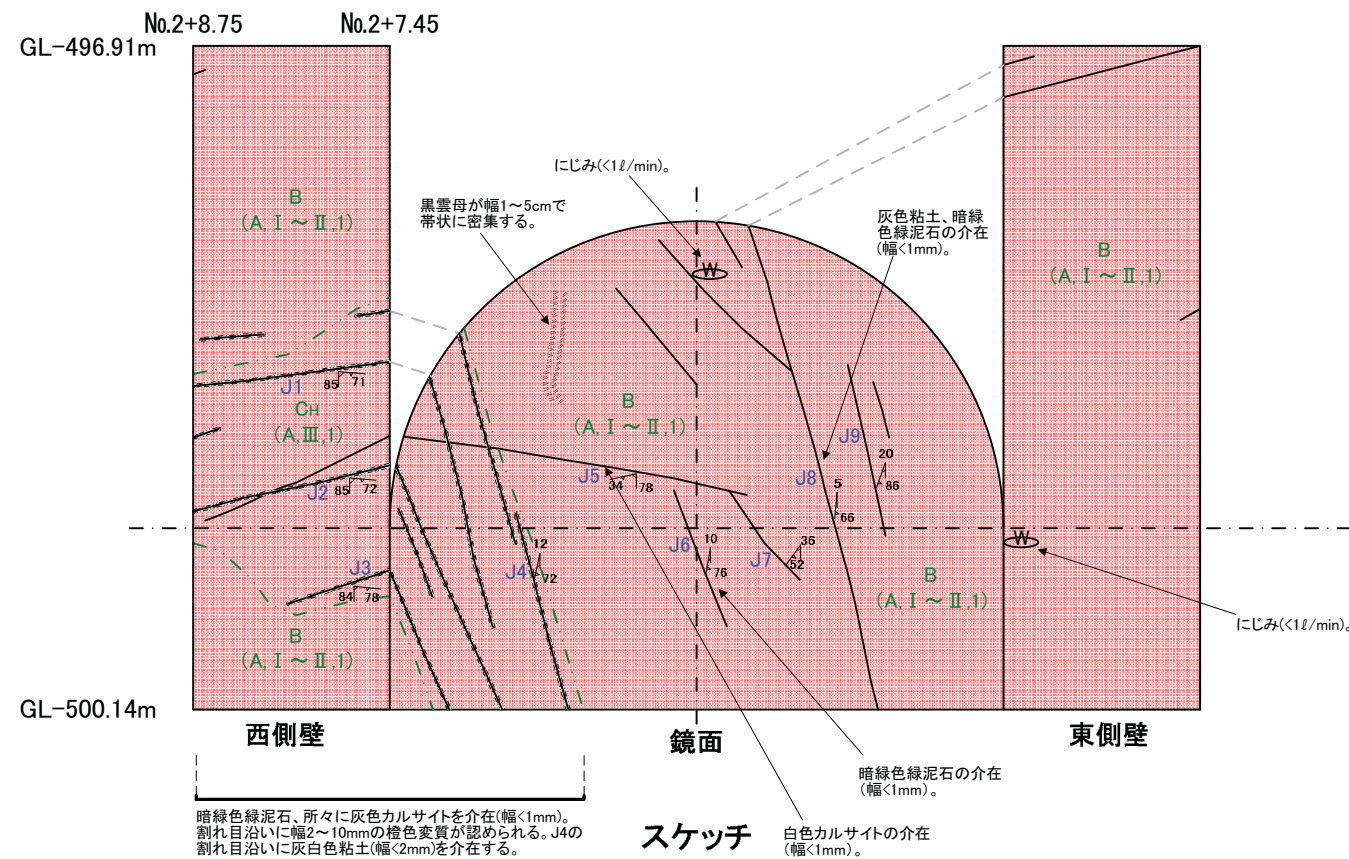 No.2+8.75 No.2+7.45
GL-496.91m
にじみ(<1ℓ/min)。
黒雲母が幅1～5cmで
帯状に密集する。
灰色粘土、暗緑
色緑泥石の介在
(幅<1mm)。
B
(A, Ⅰ～Ⅱ,1)
B
(A, Ⅰ～Ⅱ,1)
W
J1
85 71
CH
(A,Ⅲ,1)
B
(A, Ⅰ～Ⅱ,1)
J9
20
86
J2
85 72
J5
34 78
J8
5
66
W
J3
84 78
J4
12
72
J6
10
76
J7
36
52
B
(A, Ⅰ～Ⅱ,1)
B
(A, Ⅰ～Ⅱ,1)
にじみ(<1ℓ/min)。
GL-500.14m
西側壁
鏡面
東側壁
暗緑色緑泥石の介在
(幅<1mm)。
暗緑色緑泥石、所々に灰色カルサイトを介在(幅<1mm)。
割れ目沿いに幅2～10mmの橙色変質が認められる。J4の
割れ目沿いに灰白色粘土(幅<2mm)を介在する。
スケッチ
白色カルサイトの介在
(幅<1mm)。